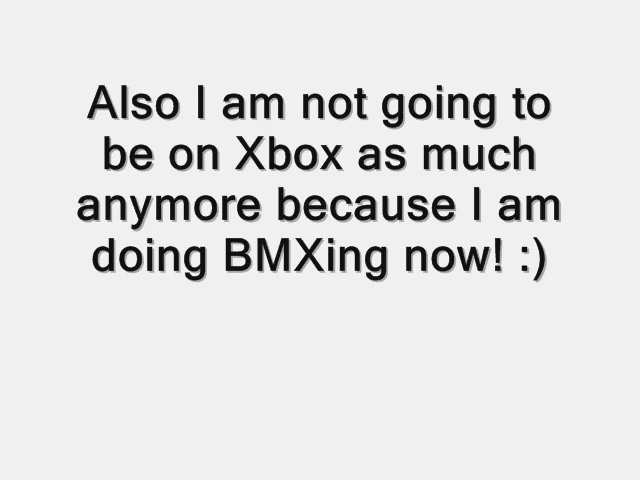 Also I am not going to
be on Xbox as much
anymore because I am
doing BMXing now! :)